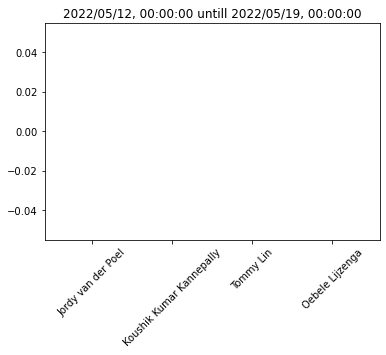 2022/05/12, 00:00:00 untill 2022/05/19, 00:00:00
0.04
0.02
0.00
−0.02
−0.04
Jordy van der Poel
Koushik Kumar Kannepally
Tommy Lin
Oebele Lijzenga